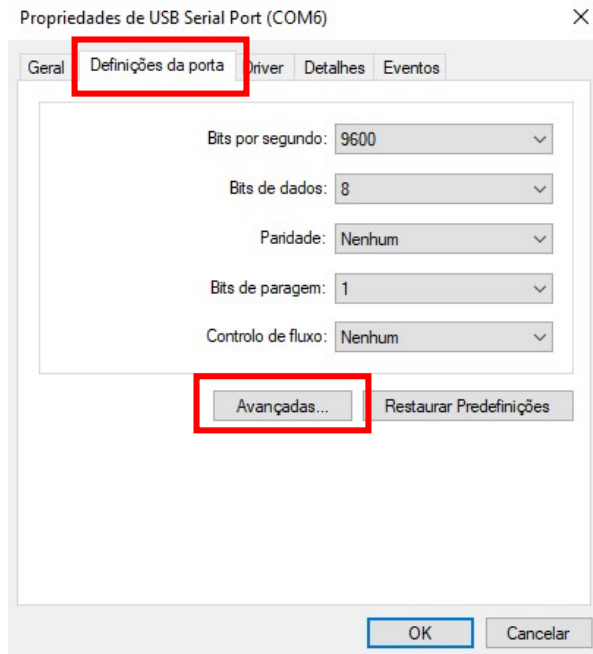 Propriedades de USB Serial Port (COM6)
Geral Definições da porta Driver Detalhes Eventos
Bits por segundo: 9600
Bits de dados: 8
Paridade: Nenhum
Bits de paragem: 1
Controlo de fluxo: Nenhum
Avançadas... Restaurar Predefinições
OK Cancelar